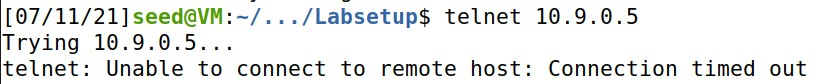 [07/11/21]seed@VM:~/.../Labsetup$ telnet 10.9.0.5
Trying 10.9.0.5...
telnet: Unable to connect to remote host: Connection timed out